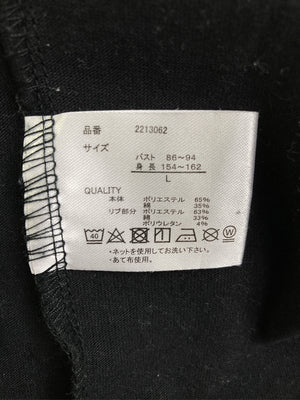 品番 2213062
サイズ
バスト 86~94
身長 154~162
L
QUALITY
本体 ポリエステル 65%
綿 35%
リブ部分 ポリエステル 63%
綿 33%
ポリウレタン 4%
40 W
・ネットを使用してお洗い下さい。
・あて布使用。